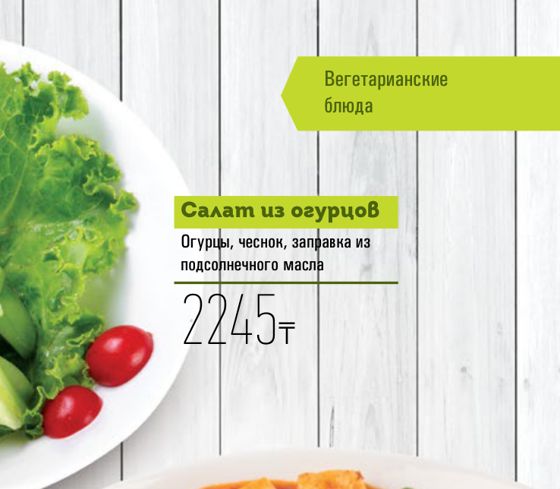 Вегетарианские
блюда
Салат из огурцов
Огурцы, чеснок, заправка из
подсолнечного масла
2245₸